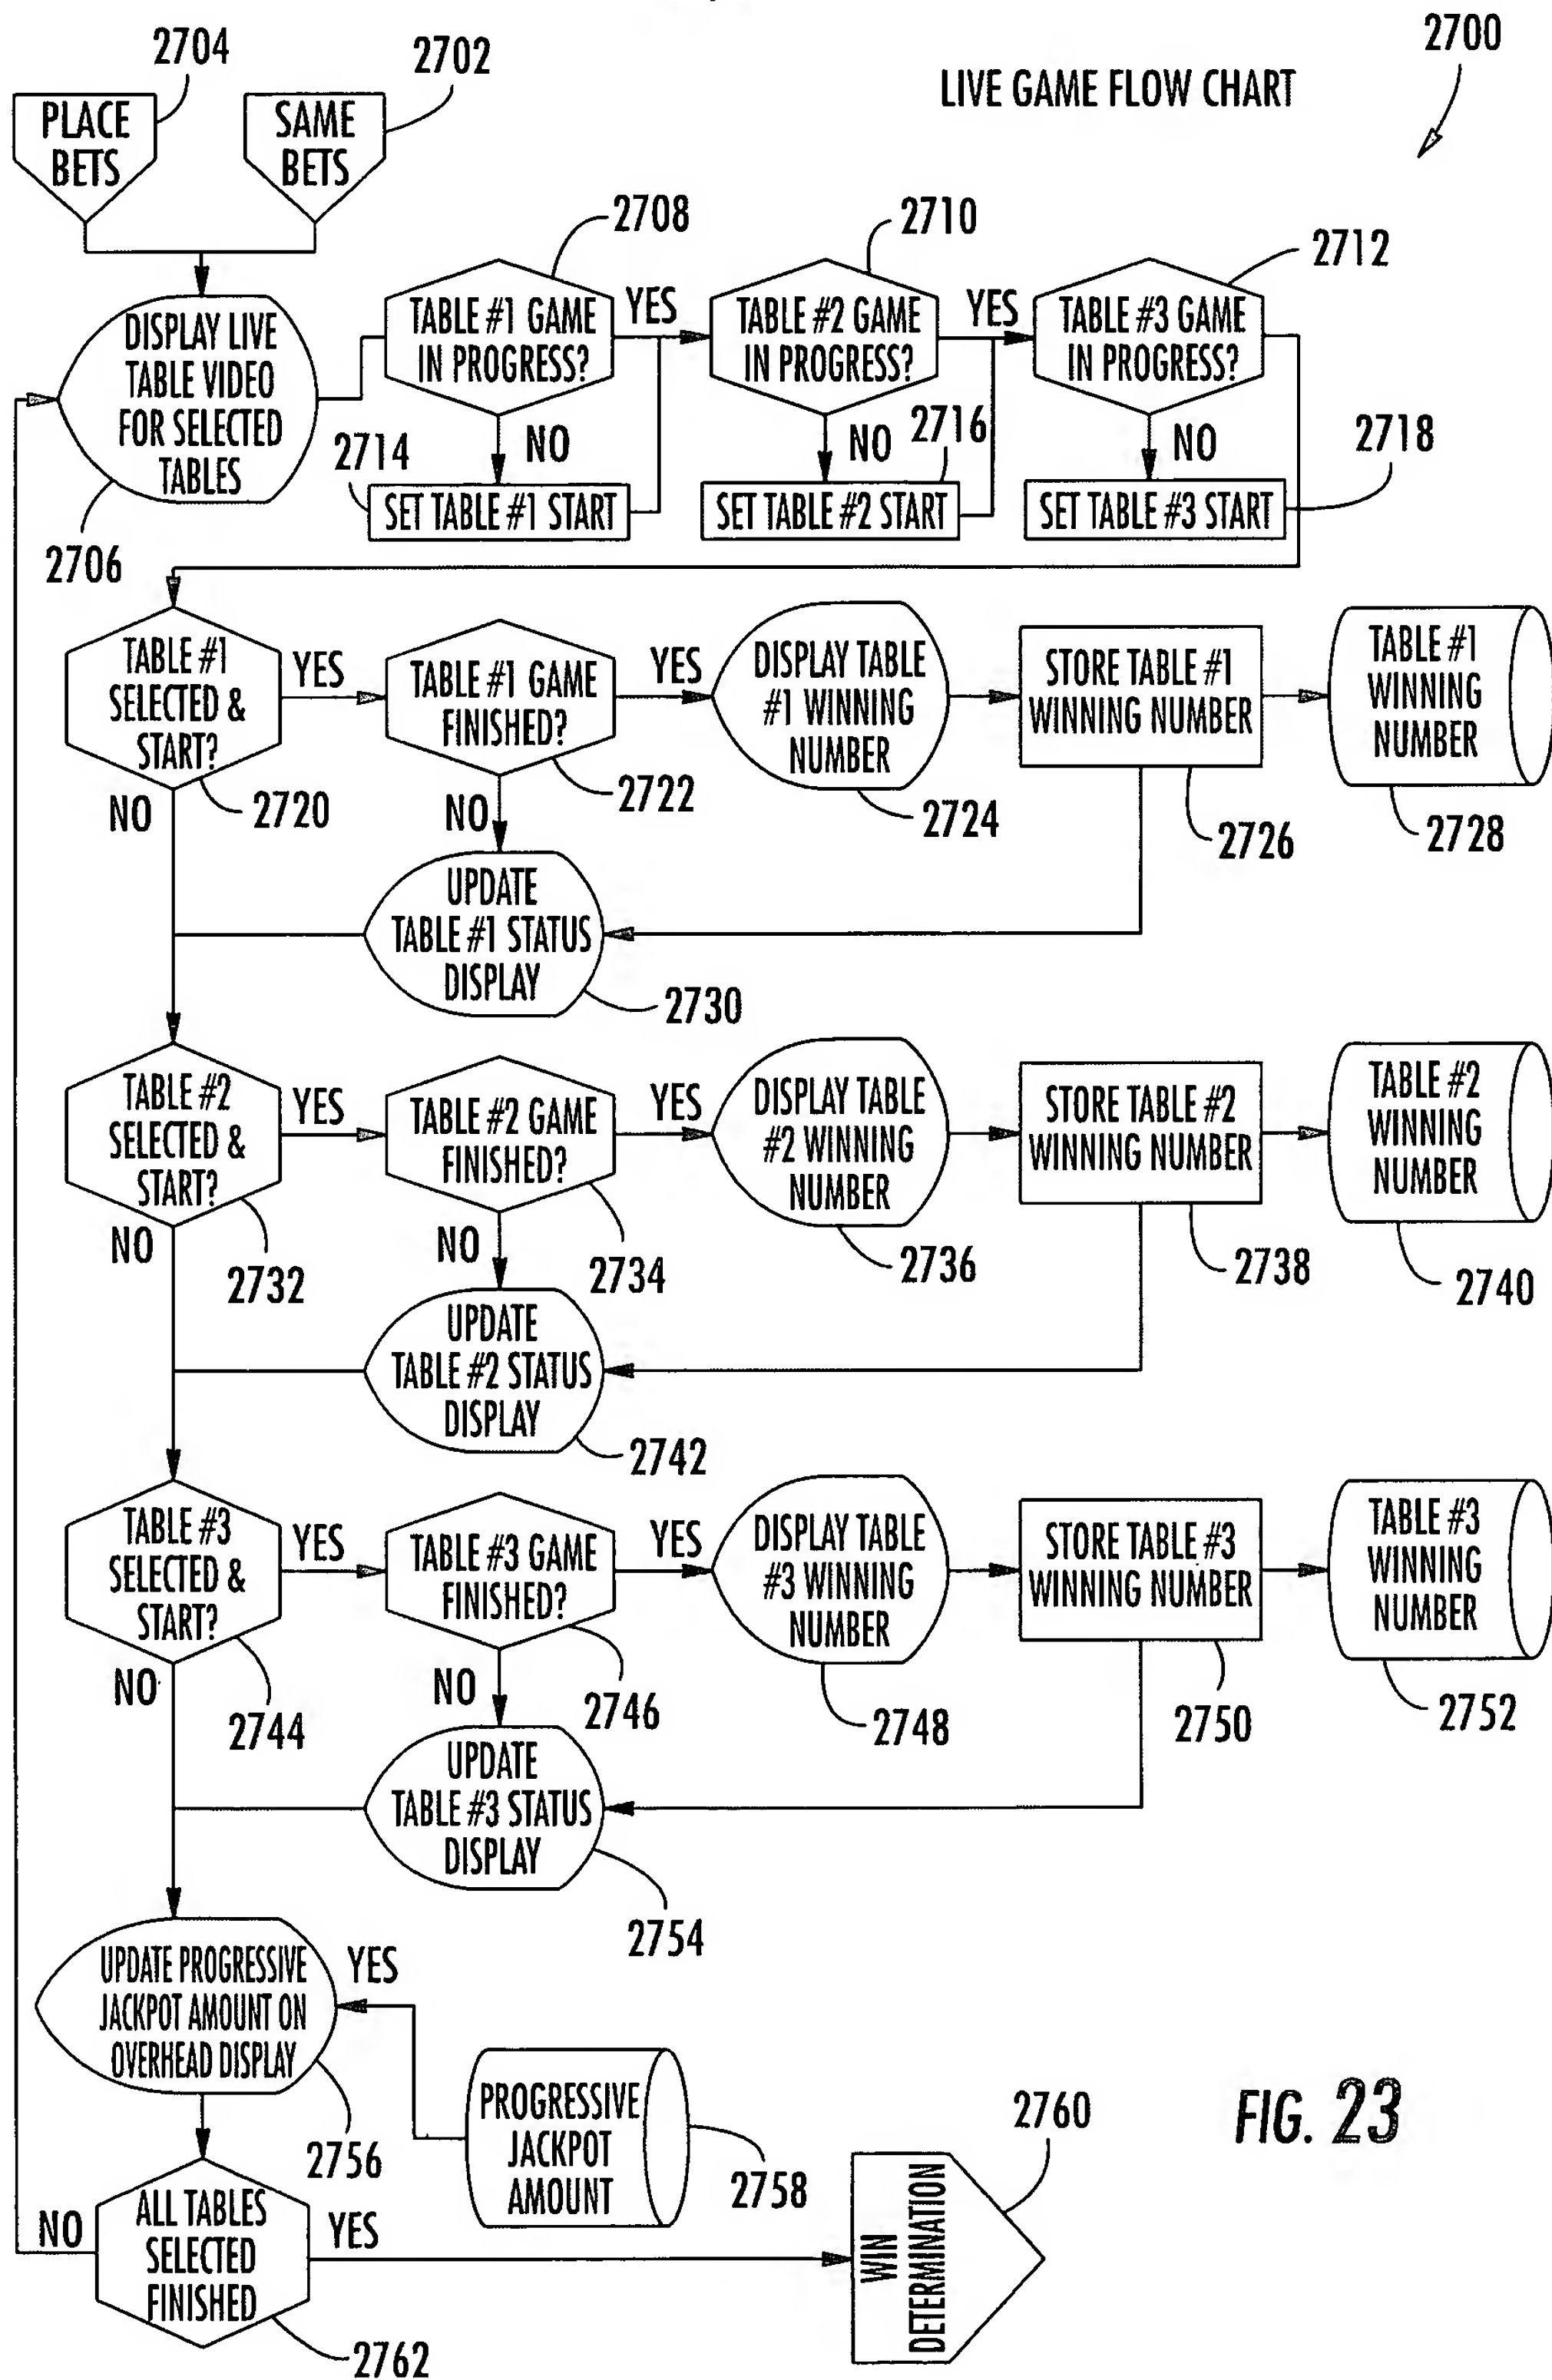 2704
2702
2700
LIVE GAME FLOW CHART
PLACE
BETS
SAME
BETS
2708
2710
2712
DISPLAY LIVE
TABLE VIDEO
FOR SELECTED
TABLES
2706
TABLE #1 GAME
IN PROGRESS?
YES
TABLE #2 GAME
IN PROGRESS?
YES
TABLE #3 GAME
IN PROGRESS?
NO
NO
NO
2714
2716
2718
SET TABLE #1 START
SET TABLE #2 START
SET TABLE #3 START
TABLE #1
SELECTED &
START?
YES
TABLE #1 GAME
FINISHED?
YES
DISPLAY TABLE
#1 WINNING
NUMBER
STORE TABLE #1
WINNING NUMBER
TABLE #1
WINNING
NUMBER
NO
2720
NO
2722
2724
2726
2728
UPDATE
TABLE #1 STATUS
DISPLAY
2730
TABLE #2
SELECTED &
START?
YES
TABLE #2 GAME
FINISHED?
YES
DISPLAY TABLE
#2 WINNING
NUMBER
STORE TABLE #2
WINNING NUMBER
TABLE #2
WINNING
NUMBER
NO
2732
NO
2734
2736
2738
2740
UPDATE
TABLE #2 STATUS
DISPLAY
2742
TABLE #3
SELECTED &
START?
YES
TABLE #3 GAME
FINISHED?
YES
DISPLAY TABLE
#3 WINNING
NUMBER
STORE TABLE #3
WINNING NUMBER
TABLE #3
WINNING
NUMBER
NO
2744
NO
2746
2748
2750
2752
UPDATE
TABLE #3 STATUS
DISPLAY
2754
UPDATE PROGRESSIVE
JACKPOT AMOUNT ON
OVERHEAD DISPLAY
YES
2756
PROGRESSIVE
JACKPOT
AMOUNT
2758
2760
FIG. 23
NO
ALL TABLES
SELECTED
FINISHED
YES
WIN
DETERMINATION
2762